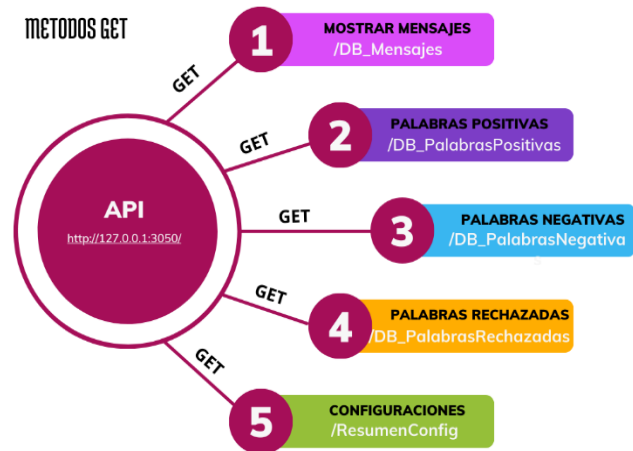 METODOS GET
1
MOSTRAR MENSAJES
/DB_Mensajes
GET
2
PALABRAS POSITIVAS
/DB_PalabrasPositivas
GET
API
http://127.0.0.1:3050/
GET
3
PALABRAS NEGATIVAS
/DB_PalabrasNegativa
GET
4
PALABRAS RECHAZADAS
/DB_PalabrasRechazadas
GET
5
CONFIGURACIONES
/ResumenConfig